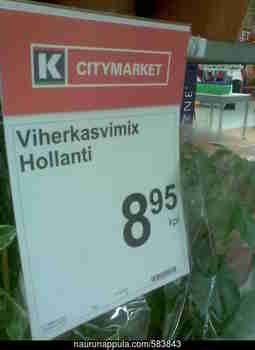 K CITYMARKET
Viherkasvimix
Hollanti
8 95
kpl
naurunappula.com/583843